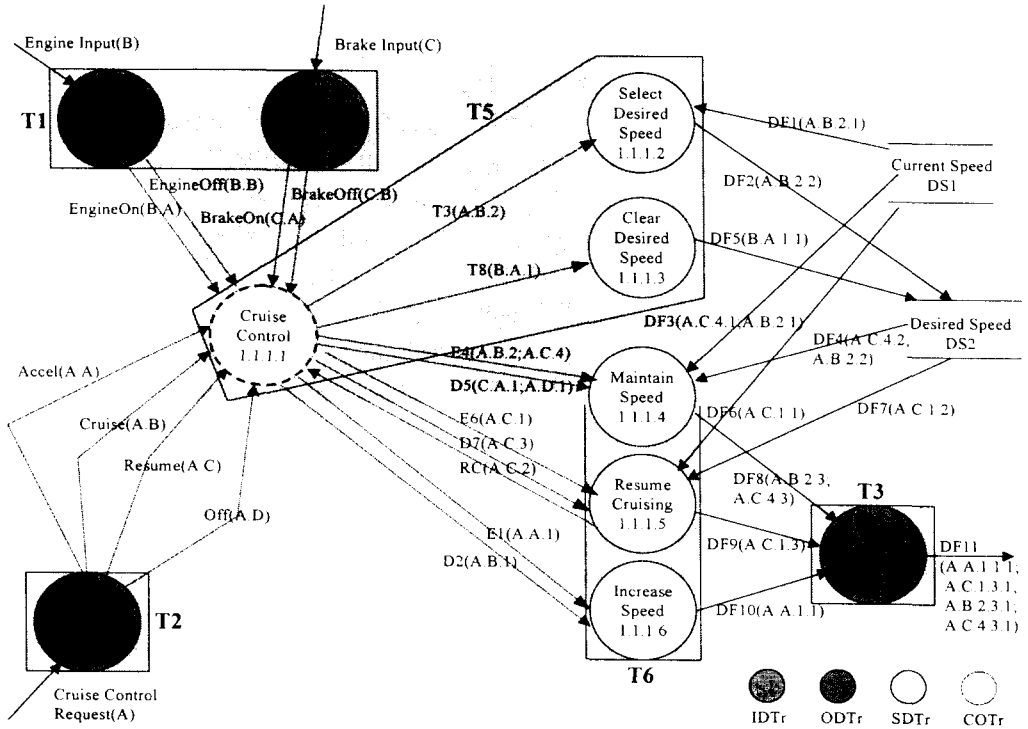 Engine Input(B)
Brake Input(C)
T1
T5
Select
Desired
Speed
1.1.1.2
DF1(A.B.2.1)
Current Speed
DS1
EngineOff(B.B)
BrakeOff(C.B)
EngineOn(B.A)
BrakeOn(C.A)
T3(A.B.2)
DF2(A.B.2.2)
Clear
Desired
Speed
1.1.1.3
DF5(B.A.1.1)
T8(B.A.1)
Cruise
Control
1.1.1.1
DF3(A.C.4.1;A.B.2.1)
Desired Speed
DS2
DF4(A.C.4.2,
A.B.2.2)
E4(A.B.2;A.C.4)
D5(C.A.1;A.D.1)
Maintain
Speed
1.1.1.4
Accel(A.A)
Cruise(A.B)
Resume(A.C)
Off(A.D)
E6(A.C.1)
D7(A.C.3)
RC(A.C.2)
DF6(A.C.1.1)
DF7(A.C.1.2)
Resume
Cruising
1.1.1.5
DF8(A.B.2.3;
A.C.4.3)
T3
DF9(A.C.1.3)
E1(A.A.1)
D2(A.B.1)
Increase
Speed
1.1.1.6
DF10(A.A.1.1)
DF11
(A.A.1.1.1;
A.C.1.3.1,
A.B.2.3.1;
A.C.4.3.1)
T2
T6
Cruise Control
Request(A)
IDTr
ODTr
SDTr
COTr